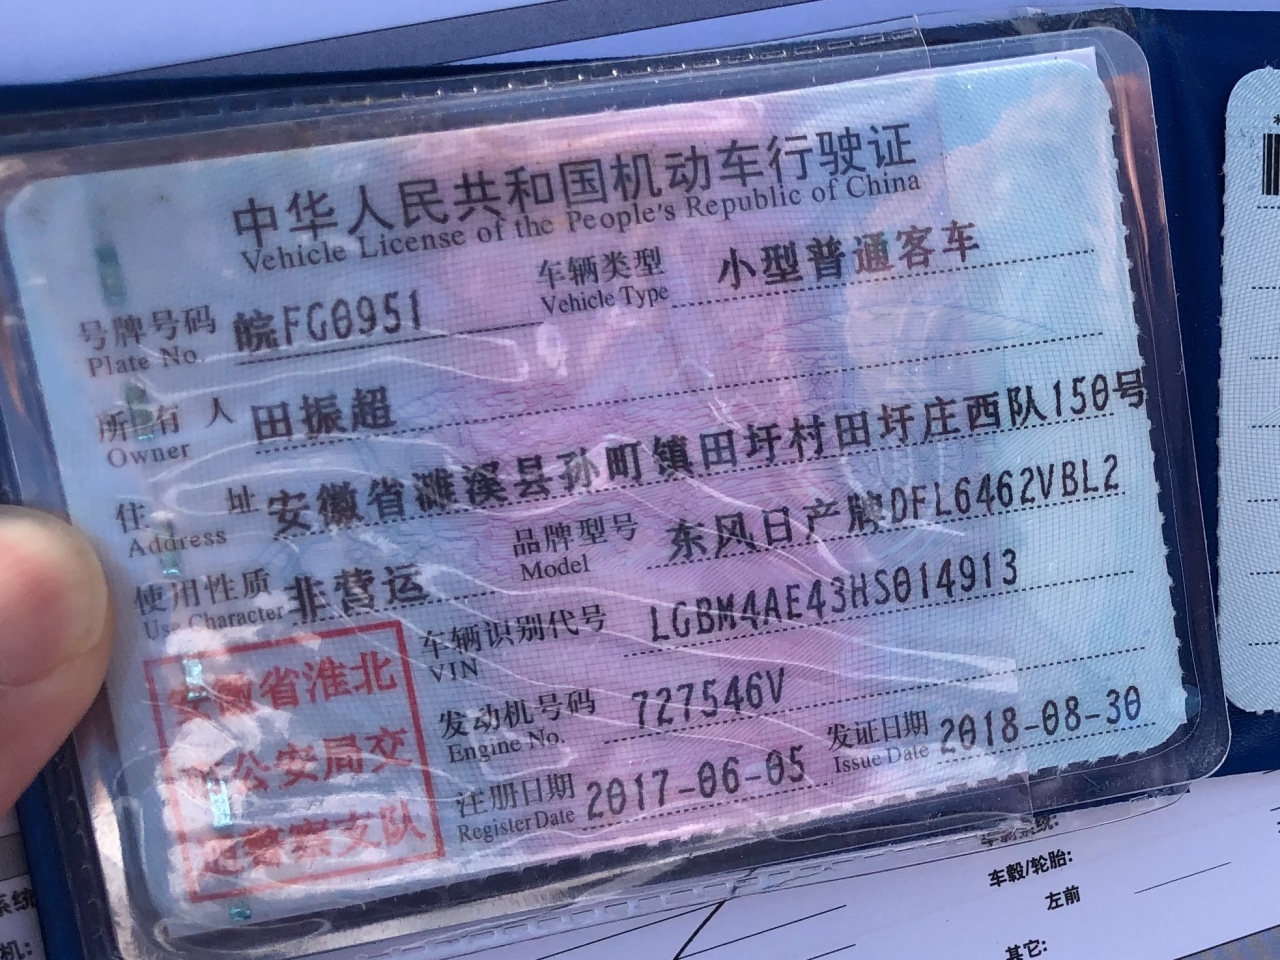 中华人民共和国机动车行驶证
Vehicle License of the People's Republic of China
号牌号码 皖FG0951 车辆类型 小型普通客车
Plate No. Vehicle Type
所有人 田振超
Owner
住址 安徽省濉溪县孙町镇田圩村田圩庄西队150号
Address
使用性质 非营运 品牌型号 东风日产牌DFL6462VBL2
Use Character Model
车辆识别代号 LGBM4AE43HS014913
VIN
发动机号码 727546V
Engine No.
注册日期 2017-06-05 发证日期 2018-08-30
Register Date Issue Date
安徽省淮北
市公安局交
通警察支队
车毂/轮胎:
左前
其它:
系统
机: